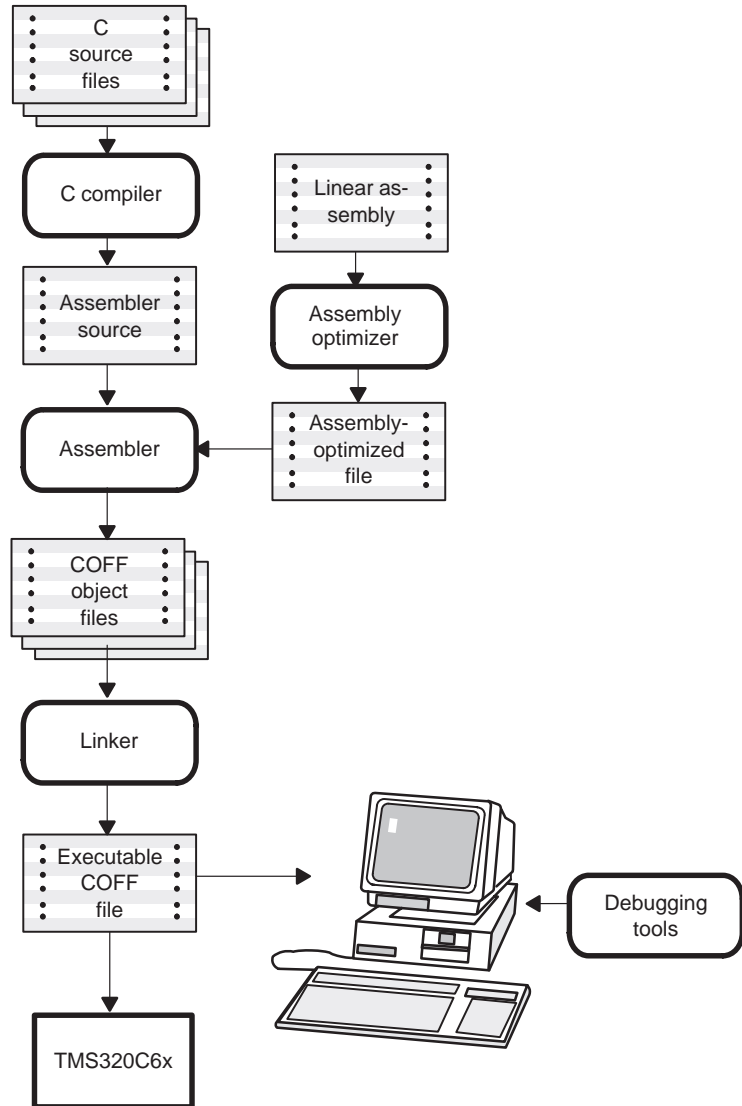 C
source
files
C compiler
Linear as-
sembly
Assembler
source
Assembly
optimizer
Assembler
Assembly-
optimized
file
COFF
object
files
Linker
Executable
COFF
file
Debugging
tools
TMS320C6x